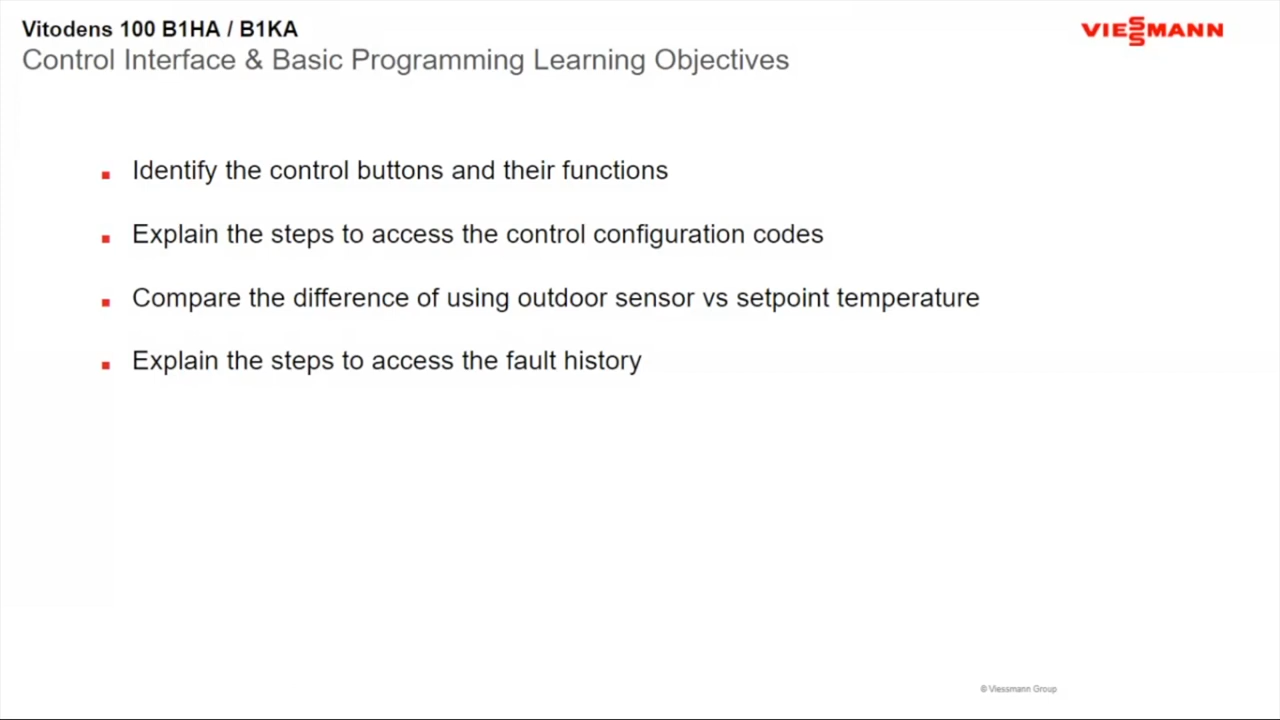 Vitodens 100 B1HA / B1KA
VIESSMANN
Control Interface & Basic Programming Learning Objectives
Identify the control buttons and their functions
Explain the steps to access the control configuration codes
Compare the difference of using outdoor sensor vs setpoint temperature
Explain the steps to access the fault history
© Viessmann Group